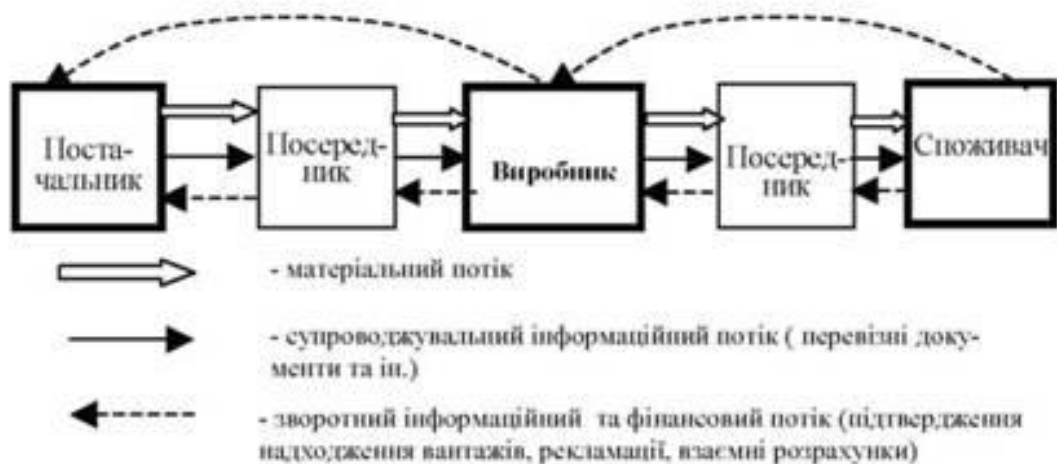 Поста-
чальник
Посеред-
ник
Виробник
Посеред-
ник
Споживач
- матеріальний потік
- супроводжувальний інформаційний потік ( перевізні доку-
менти та ін.)
- зворотний інформаційний та фінансовий потік (підтвердження
надходження вантажів, рекламації, взаємні розрахунки)